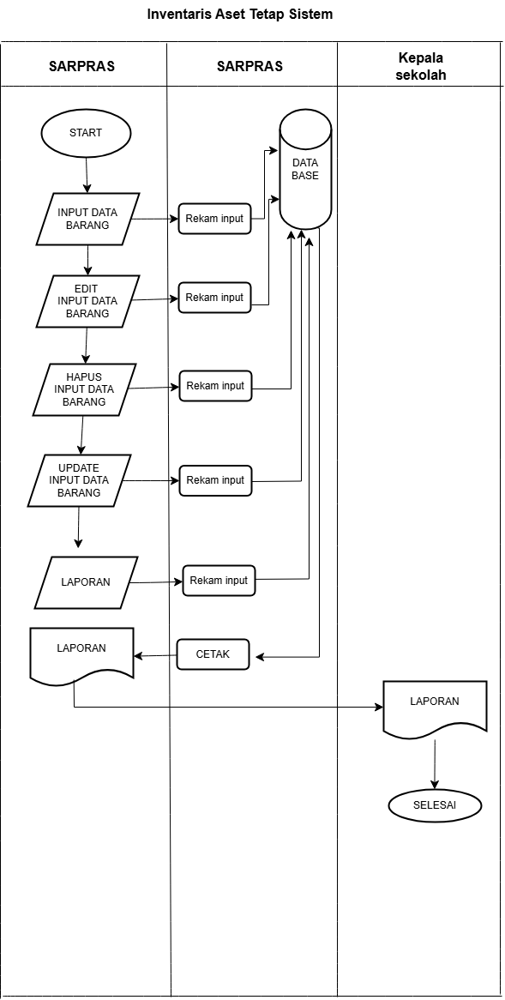 Inventaris Aset Tetap Sistem
SARPRAS
SARPRAS
Kepala
sekolah
START
DATA
BASE
INPUT DATA
BARANG
Rekam input
EDIT
INPUT DATA
BARANG
Rekam input
HAPUS
INPUT DATA
BARANG
Rekam input
UPDATE
INPUT DATA
BARANG
Rekam input
LAPORAN
Rekam input
LAPORAN
CETAK
LAPORAN
SELESAI